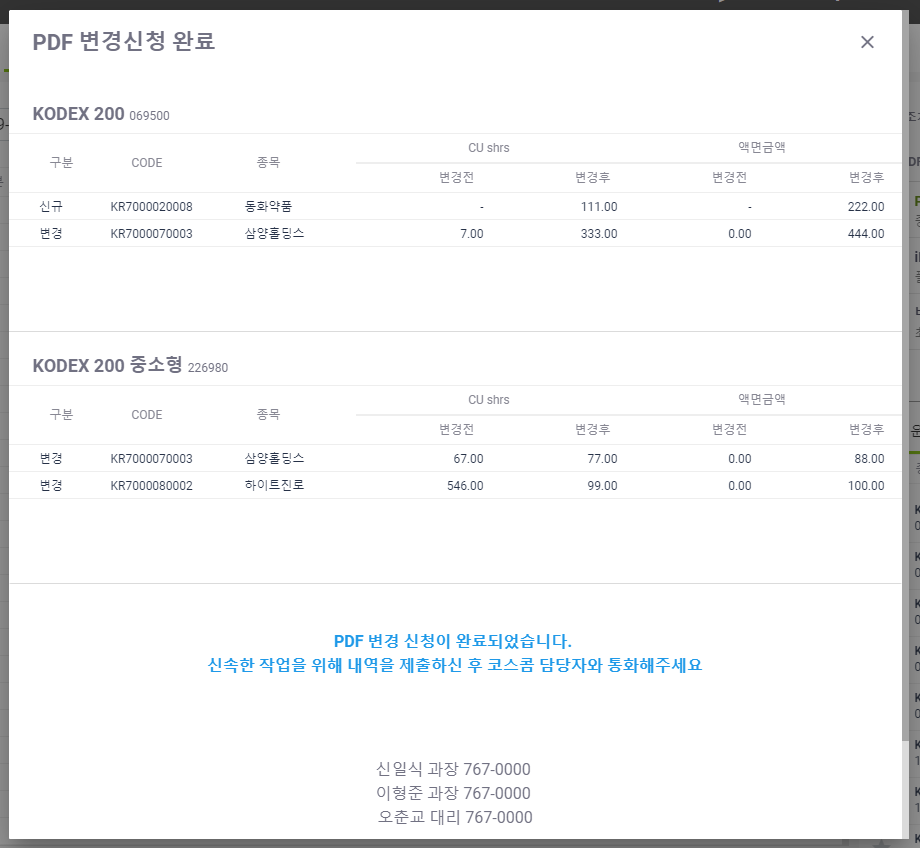 PDF 변경신청 완료
KODEX 200 069500
구분 CODE 종목 CU shrs 액면금액
변경전 변경후 변경전 변경후
신규 KR7000020008 동화약품 - 111.00 - 222.00
변경 KR7000070003 삼양홀딩스 7.00 333.00 0.00 444.00
KODEX 200 중소형 226980
구분 CODE 종목 CU shrs 액면금액
변경전 변경후 변경전 변경후
변경 KR7000070003 삼양홀딩스 67.00 77.00 0.00 88.00
변경 KR7000080002 하이트진로 546.00 99.00 0.00 100.00
PDF 변경 신청이 완료되었습니다.
신속한 작업을 위해 내역을 제출하신 후 코스콤 담당자와 통화해주세요
신일식 과장 767-0000
이형준 과장 767-0000
오춘교 대리 767-0000